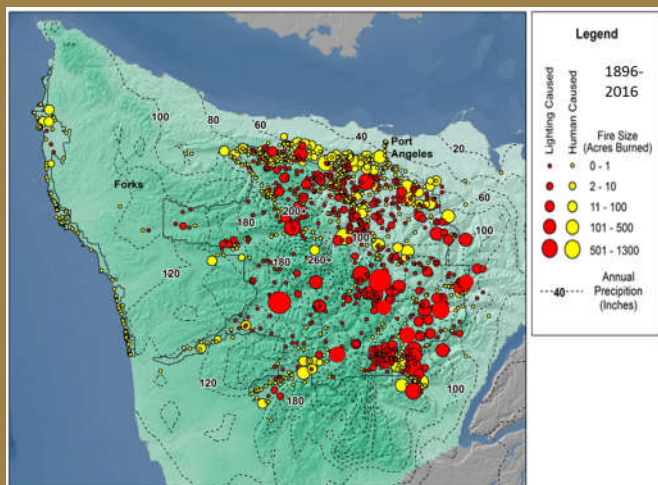 100
80
60
40
Port
Angeles
20
60
Forks
200+
180
100
100
260+
180
120
120
180
100
Legend
Lighting Caused
Human Caused
1896-
2016
Fire Size
(Acres Burned)
0 - 1
2 - 10
11 - 100
101 - 500
501 - 1300
40
Annual
Precipition
(Inches)